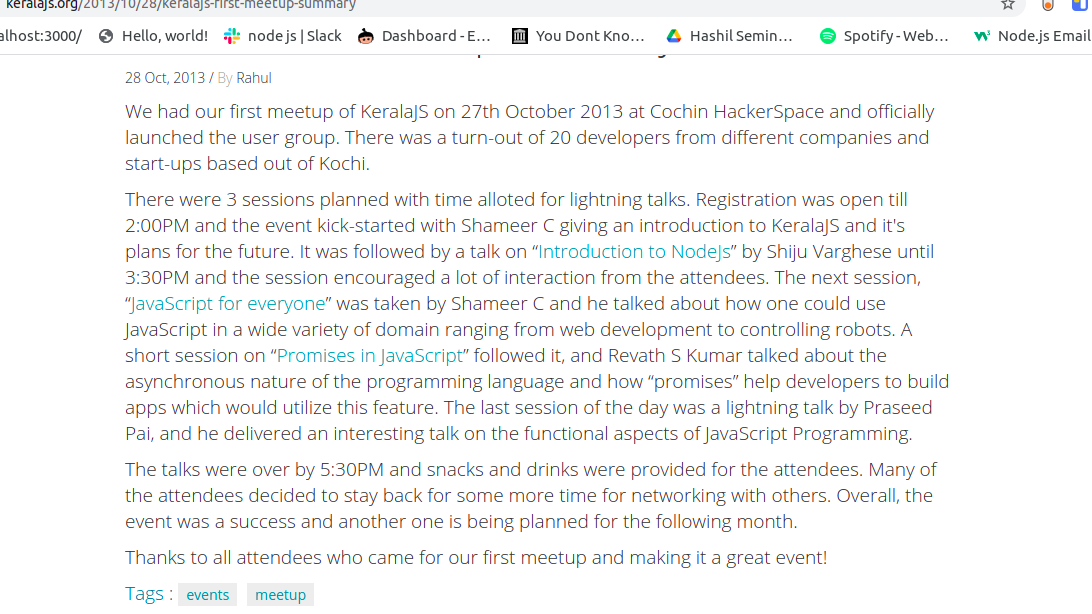 keralajs.org/2013/10/28/keralajs-first-meetup-summary
alhost:3000/ Hello, world! node js | Slack Dashboard - E... You Dont Kno... Hashil Semin... Spotify - Web... Node.js Email
28 Oct, 2013 / By Rahul
We had our first meetup of KeralaJS on 27th October 2013 at Cochin HackerSpace and officially
launched the user group. There was a turn-out of 20 developers from different companies and
start-ups based out of Kochi.
There were 3 sessions planned with time alloted for lightning talks. Registration was open till
2:00PM and the event kick-started with Shameer C giving an introduction to KeralaJS and it's
plans for the future. It was followed by a talk on “Introduction to NodeJs” by Shiju Varghese until
3:30PM and the session encouraged a lot of interaction from the attendees. The next session,
“JavaScript for everyone” was taken by Shameer C and he talked about how one could use
JavaScript in a wide variety of domain ranging from web development to controlling robots. A
short session on “Promises in JavaScript” followed it, and Revath S Kumar talked about the
asynchronous nature of the programming language and how “promises” help developers to build
apps which would utilize this feature. The last session of the day was a lightning talk by Praseed
Pai, and he delivered an interesting talk on the functional aspects of JavaScript Programming.
The talks were over by 5:30PM and snacks and drinks were provided for the attendees. Many of
the attendees decided to stay back for some more time for networking with others. Overall, the
event was a success and another one is being planned for the following month.
Thanks to all attendees who came for our first meetup and making it a great event!
Tags : events meetup